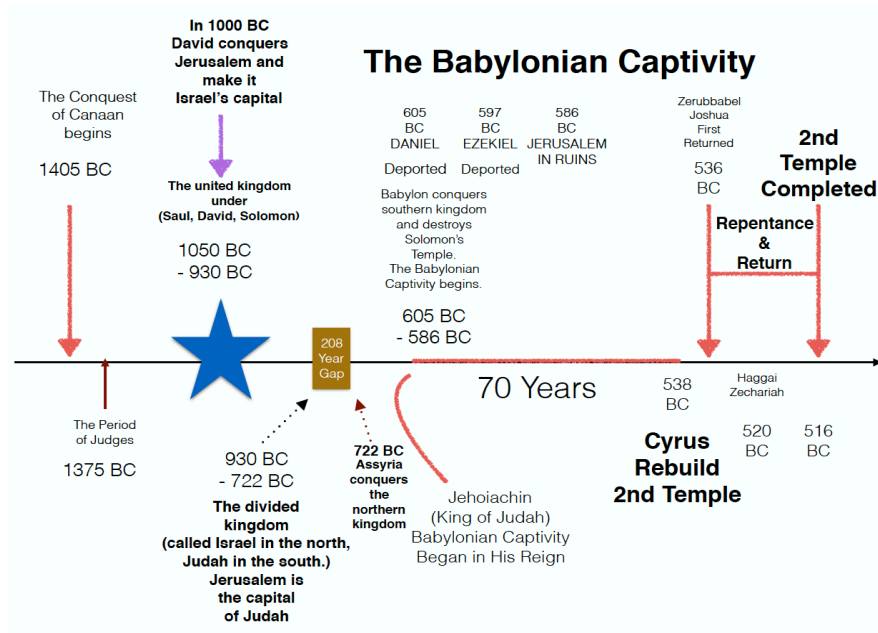 The Babylonian Captivity
The Conquest
of Canaan
begins
1405 BC
In 1000 BC
David conquers
Jerusalem and
make it
Israel's capital
The united kingdom
under
(Saul, David, Solomon)
1050 BC
- 930 BC
605
BC
DANIEL
Deported
597
BC
EZEKIEL
Deported
586
BC
JERUSALEM
IN RUINS
Babylon conquers
southern kingdom
and destroys
Solomon's
Temple.
The Babylonian
Captivity begins.
605 BC
- 586 BC
Zerubbabel
Joshua
First
Returned
536
BC
2nd
Temple
Completed
Repentance
&
Return
208
Year
Gap
70 Years
The Period
of Judges
1375 BC
930 BC
- 722 BC
The divided
kingdom
(called Israel in the north,
Judah in the south.)
Jerusalem is
the capital
of Judah
722 BC
Assyria
conquers
the
northern
kingdom
Jehoiachin
(King of Judah)
Babylonian Captivity
Began in His Reign
538
BC
Cyrus
Rebuild
2nd Temple
Haggai
Zechariah
520
BC
516
BC